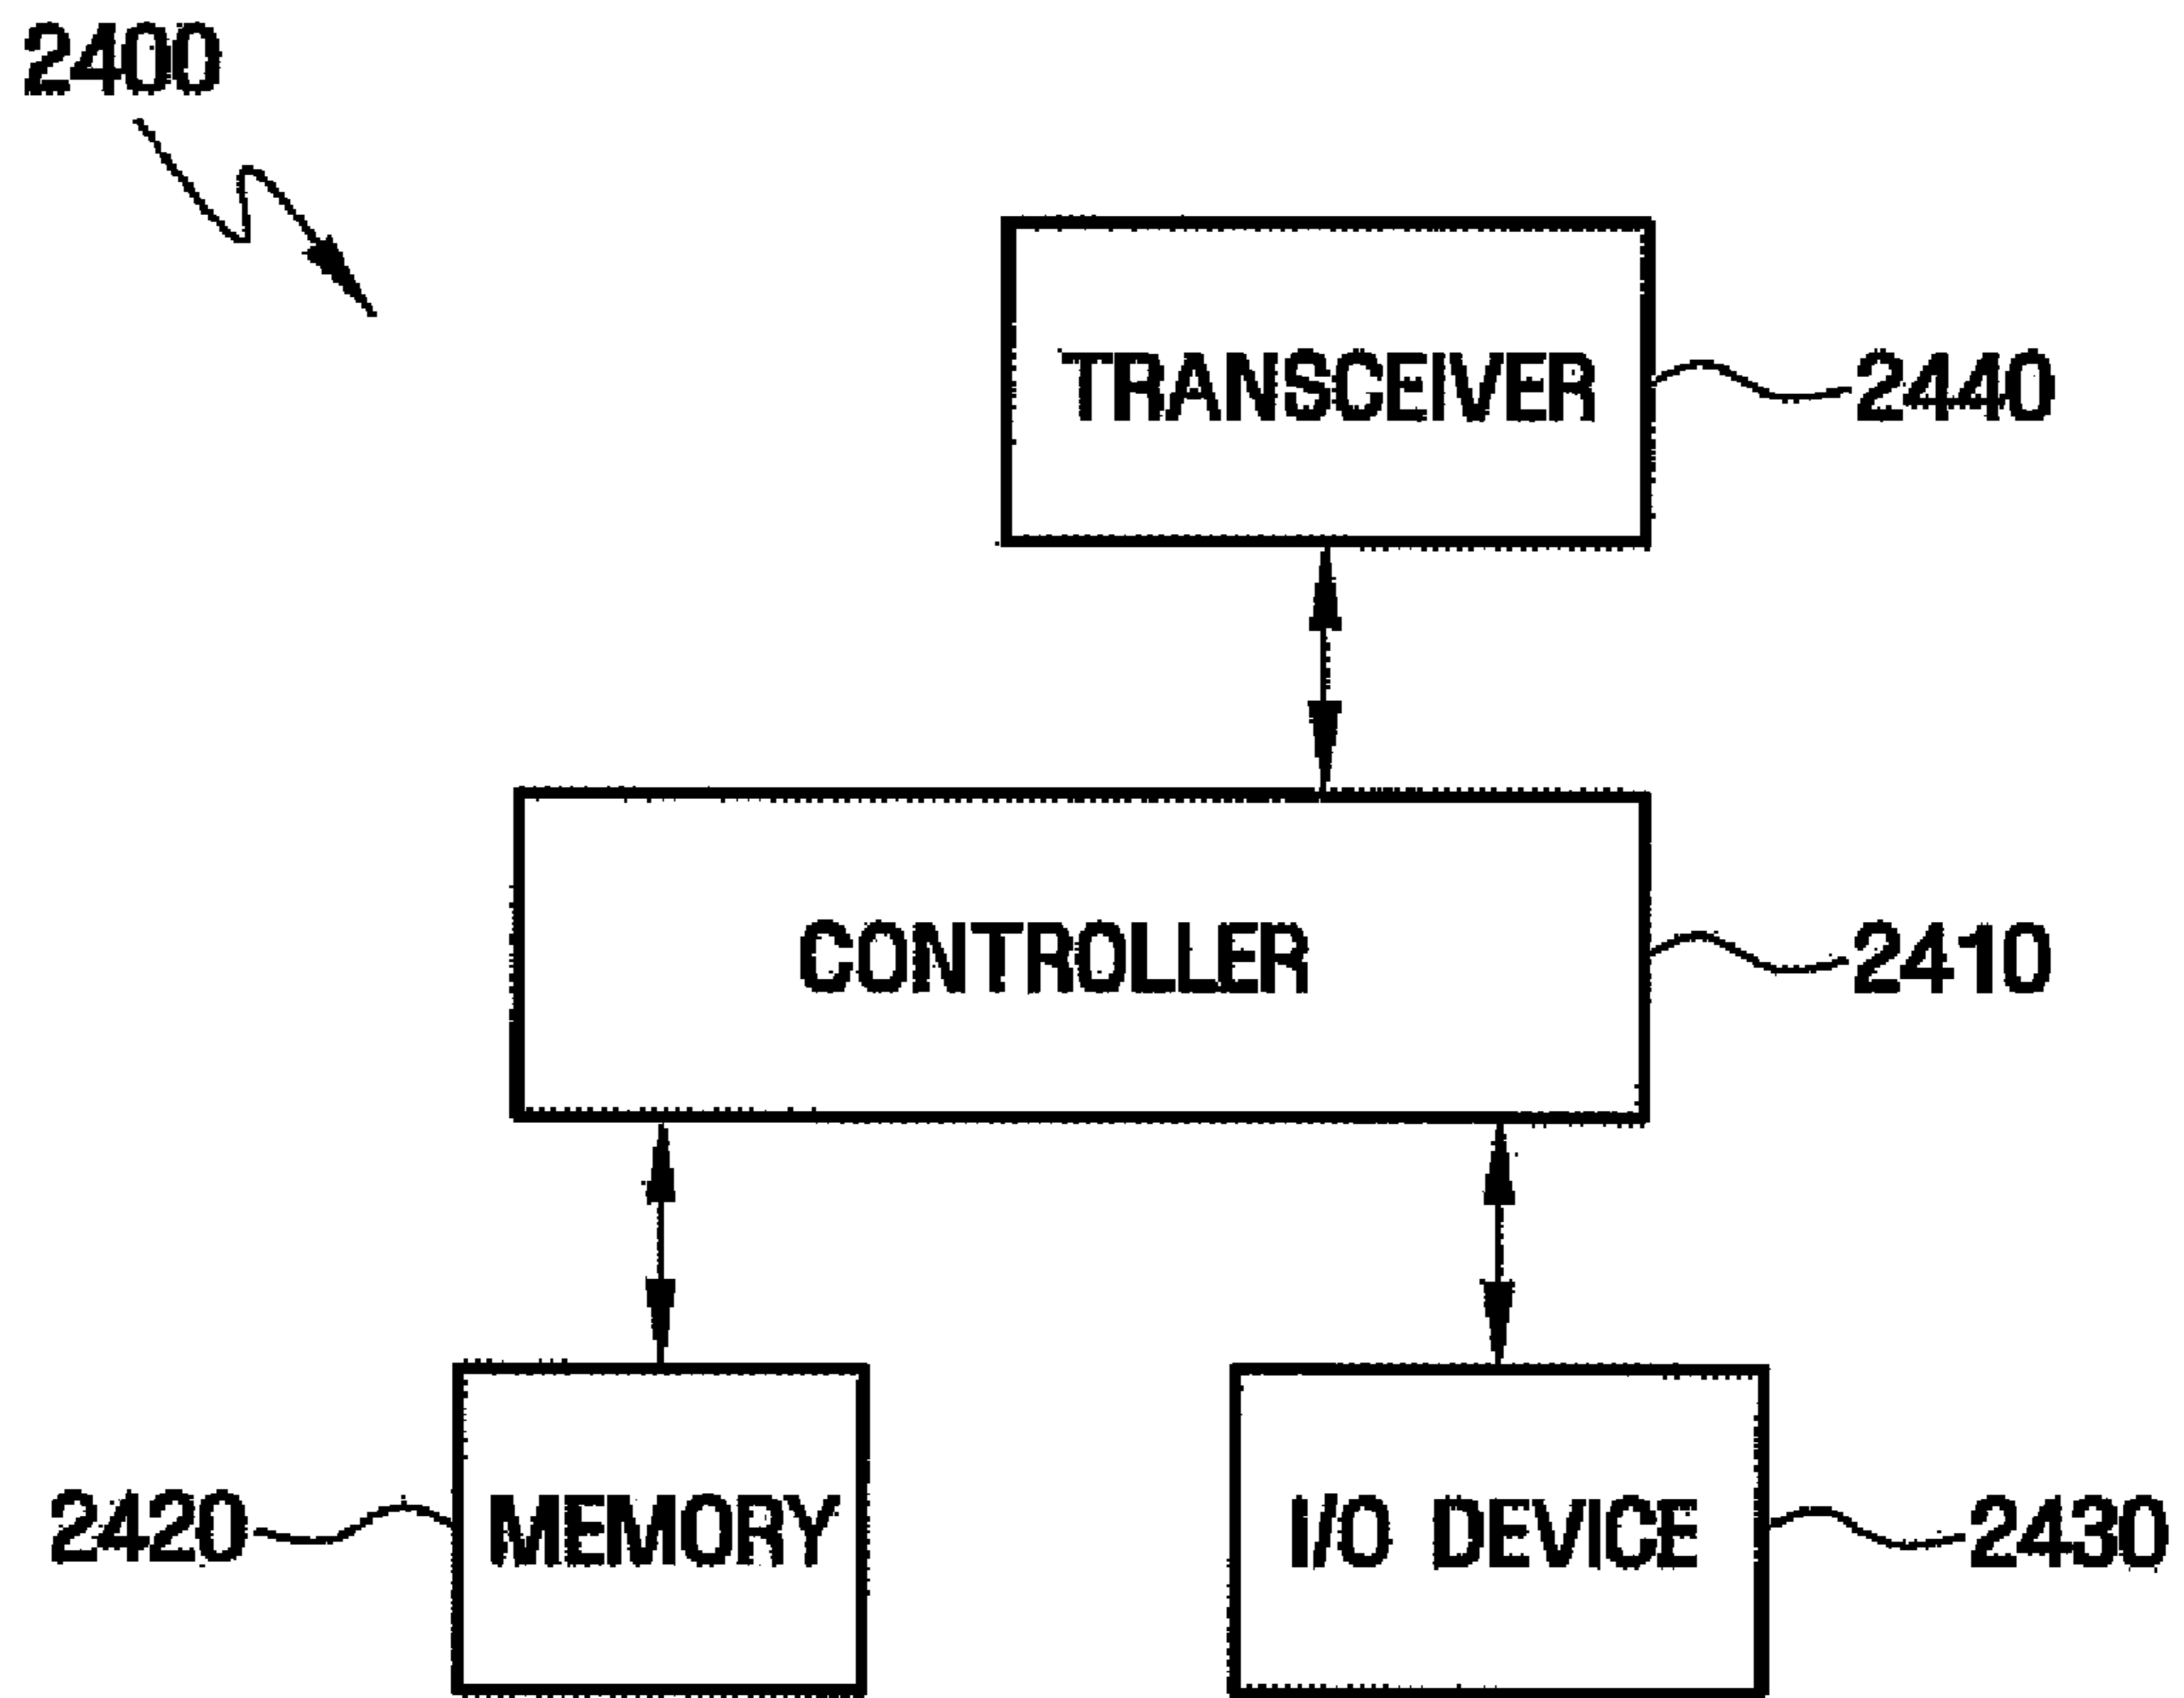 2400
TRANSCEIVER
2440
CONTROLLER
2410
2420
MEMORY
I/O DEVICE
2430